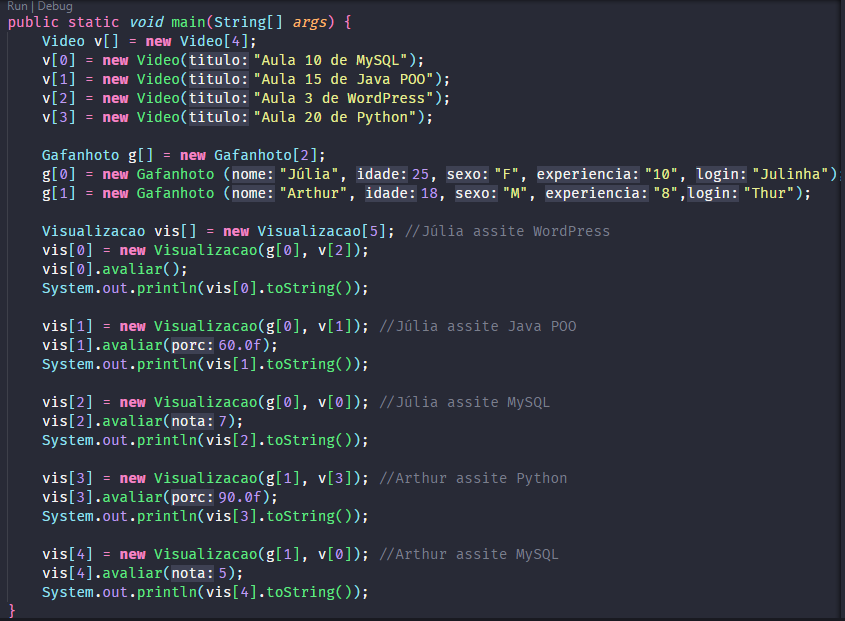 Run | Debug
public static void main(String[] args) {
Video v[] = new Video[4];
v[0] = new Video(titulo: "Aula 10 de MySQL");
v[1] = new Video(titulo: "Aula 15 de Java POO");
v[2] = new Video(titulo: "Aula 3 de WordPress");
v[3] = new Video(titulo: "Aula 20 de Python");
Gafanhoto g[] = new Gafanhoto[2];
g[0] = new Gafanhoto (nome: "Júlia", idade: 25, sexo: "F", experiencia: "10", login: "Julinha");
g[1] = new Gafanhoto (nome: "Arthur", idade: 18, sexo: "M", experiencia: "8",login: "Thur");
Visualizacao vis[] = new Visualizacao[5]; //Júlia assite WordPress
vis[0] = new Visualizacao(g[0], v[2]);
vis[0].avaliar();
System.out.println(vis[0].toString());
vis[1] = new Visualizacao(g[0], v[1]); //Júlia assite Java POO
vis[1].avaliar(porc: 60.0f);
System.out.println(vis[1].toString());
vis[2] = new Visualizacao(g[0], v[0]); //Júlia assite MySQL
vis[2].avaliar(nota: 7);
System.out.println(vis[2].toString());
vis[3] = new Visualizacao(g[1], v[3]); //Arthur assite Python
vis[3].avaliar(porc: 90.0f);
System.out.println(vis[3].toString());
vis[4] = new Visualizacao(g[1], v[0]); //Arthur assite MySQL
vis[4].avaliar(nota: 5);
System.out.println(vis[4].toString());
}